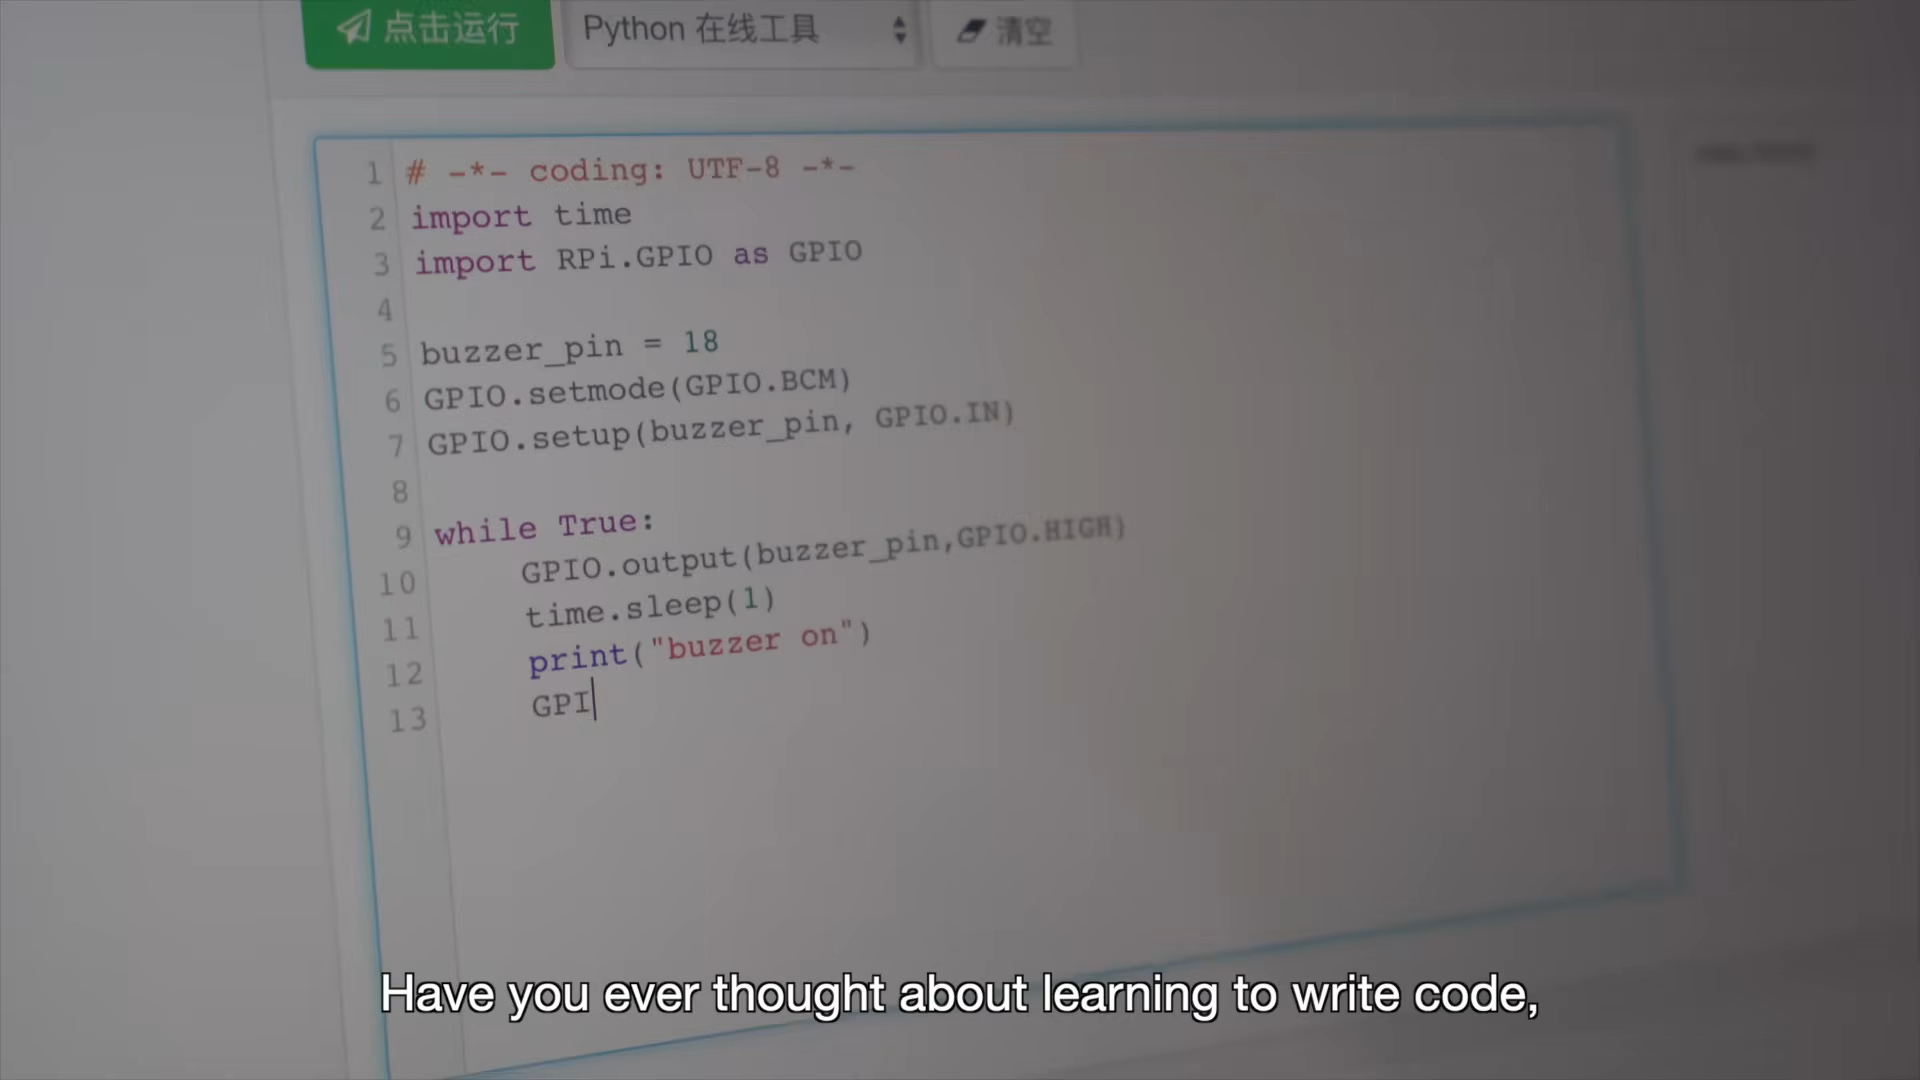 点击运行 Python 在线工具 清空
1 # -*- coding: UTF-8 -*-
2 import time
3 import RPi.GPIO as GPIO
4
5 buzzer_pin = 18
6 GPIO.setmode(GPIO.BCM)
7 GPIO.setup(buzzer_pin, GPIO.IN)
8
9 while True:
10 GPIO.output(buzzer_pin,GPIO.HIGH)
11 time.sleep(1)
12 print("buzzer on")
13 GPI
Have you ever thought about learning to write code,